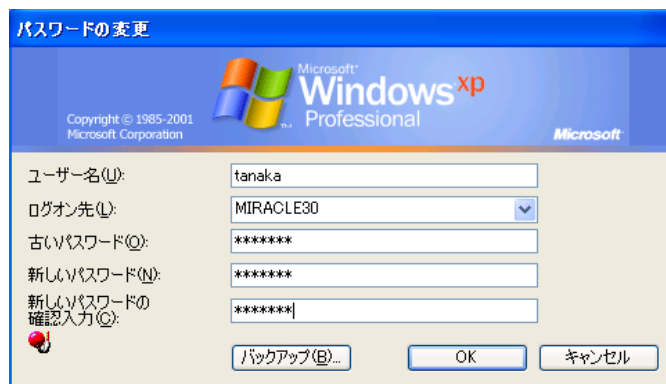 パスワードの変更
Microsoft
Windows xp
Professional
Copyright © 1985-2001
Microsoft Corporation
Microsoft
ユーザー名(U): tanaka
ログオン先(L): MIRACLE30
古いパスワード(O): *******
新しいパスワード(N): *******
新しいパスワードの
確認入力(C): *******
バックアップ(B)... OK キャンセル